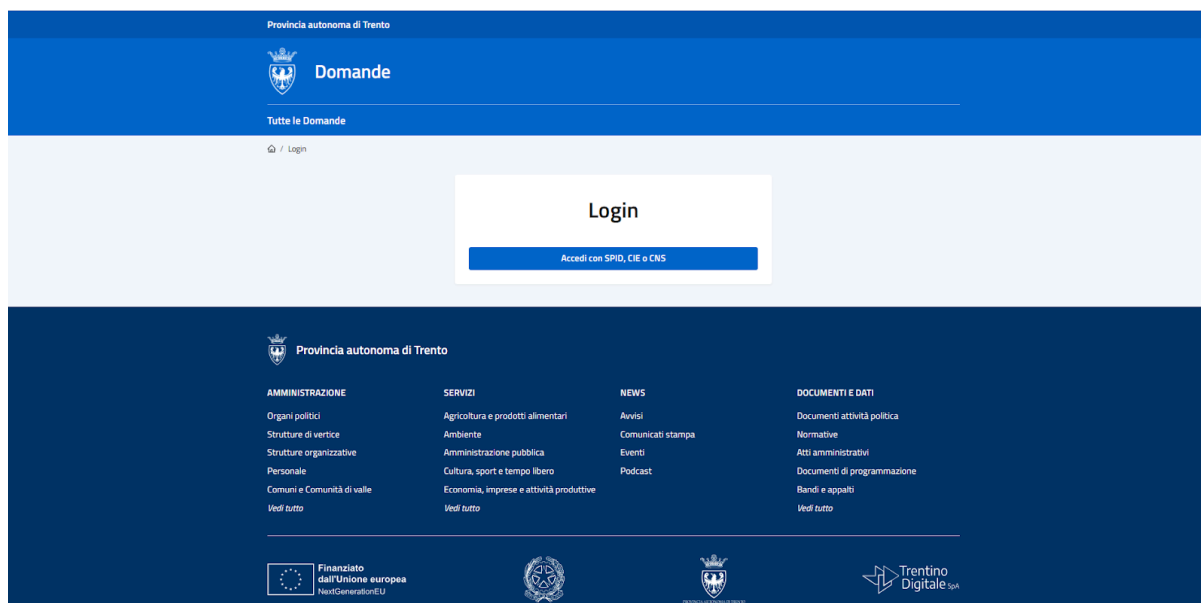 Provincia autonoma di Trento
Domande
Tutte le Domande
/ Login
Login
Accedi con SPID, CIE o CNS
Provincia autonoma di Trento
AMMINISTRAZIONE
Organi politici
Strutture di vertice
Strutture organizzative
Personale
Comuni e Comunità di valle
Vedi tutto
SERVIZI
Agricoltura e prodotti alimentari
Ambiente
Amministrazione pubblica
Cultura, sport e tempo libero
Economia, imprese e attività produttive
Vedi tutto
NEWS
Avvisi
Comunicati stampa
Eventi
Podcast
DOCUMENTI E DATI
Documenti attività politica
Normative
Atti amministrativi
Documenti di programmazione
Bandi e appalti
Vedi tutto
Finanziato
dall'Unione europea
NextGenerationEU
PROVINCIA AUTONOMA DI TRENTO
Trentino
Digitale SpA